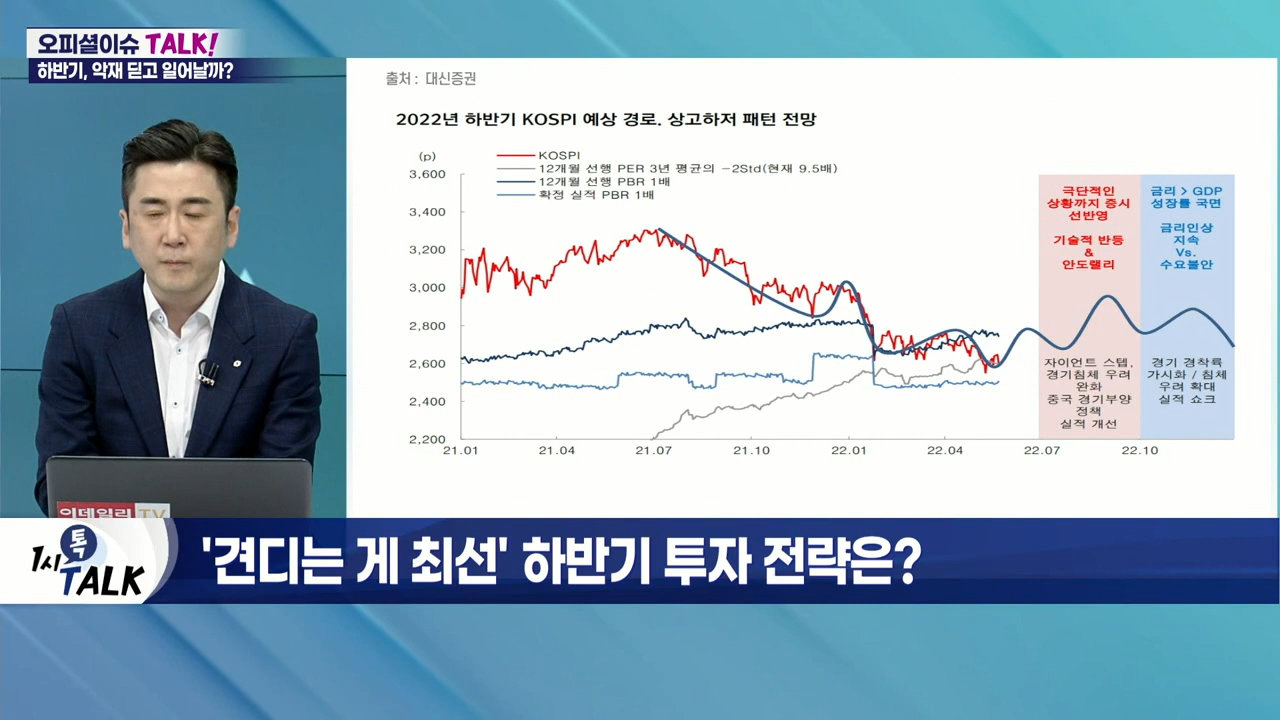 오피셜이슈 TALK!
하반기, 악재 딛고 일어날까?
출처 : 대신증권
2022년 하반기 KOSPI 예상 경로. 상고하저 패턴 전망
(p)
KOSPI
12개월 선행 PER 3년 평균의 -2Std(현재 9.5배)
12개월 선행 PBR 1배
확정 실적 PBR 1배
3,600
3,400
3,200
3,000
2,800
2,600
2,400
2,200
21.01
21.04
21.07
21.10
22.01
22.04
22.07
22.10
극단적인
상황까지 증시
선반영
기술적 반등
&
안도랠리
금리 > GDP
성장률 국면
금리인상
지속
Vs.
수요불안
자이언트 스텝,
경기침체 우려
완화
중국 경기부양
정책
실적 개선
경기 경착륙
가시화 / 침체
우려 확대
실적 쇼크
이데일리 TV
1시 톡 TALK
'견디는 게 최선' 하반기 투자 전략은?